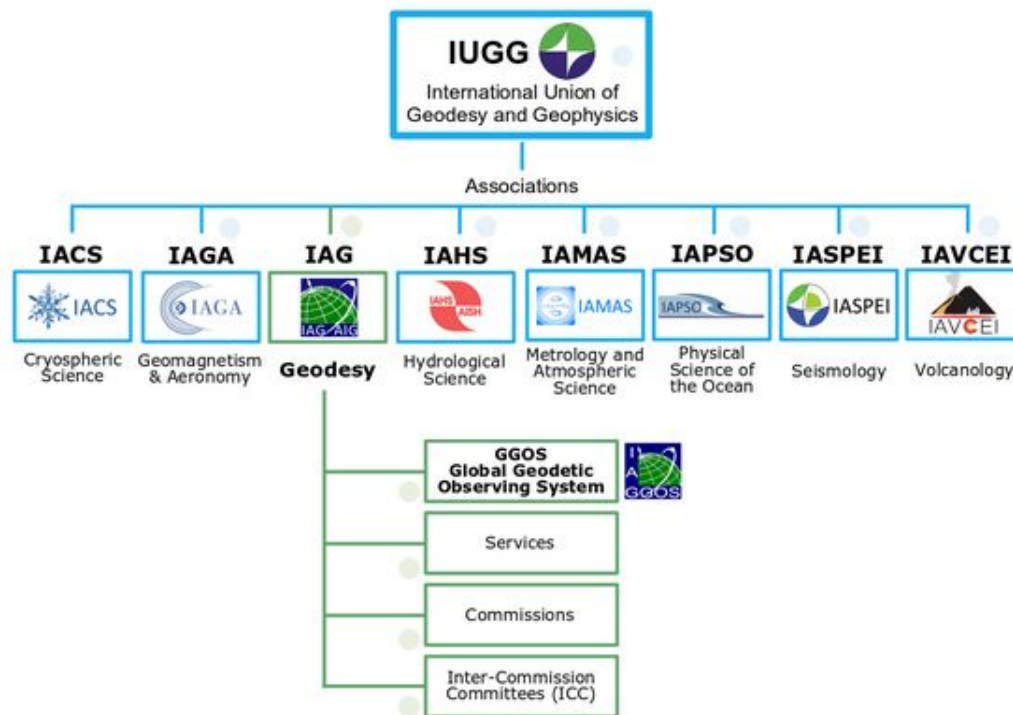 IUGG
International Union of
Geodesy and Geophysics
Associations
IACS
IAGA
IAG
IAHS
IAMAS
IAPSO
IASPEI
IAVCEI
IACS
IAGA
IAG AIG
IAHS
AISH
IAMAS
IAPSO
IASPEI
IAVCEI
Cryospheric
Science
Geomagnetism
& Aeronomy
Geodesy
Hydrological
Science
Metrology and
Atmospheric
Science
Physical
Science of
the Ocean
Seismology
Volcanology
GGOS
Global Geodetic
Observing System
I
A
GGOS
Services
Commissions
Inter-Commission
Committees (ICC)